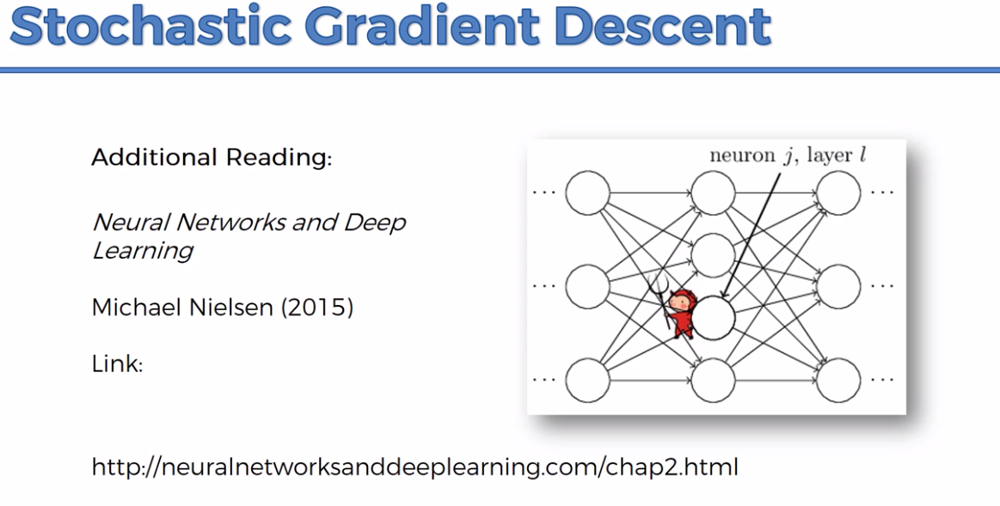 Stochastic Gradient Descent
Additional Reading:
Neural Networks and Deep
Learning
Michael Nielsen (2015)
Link:
http://neuralnetworksanddeeplearning.com/chap2.html
neuron j, layer l
... ...
... ...
... ...